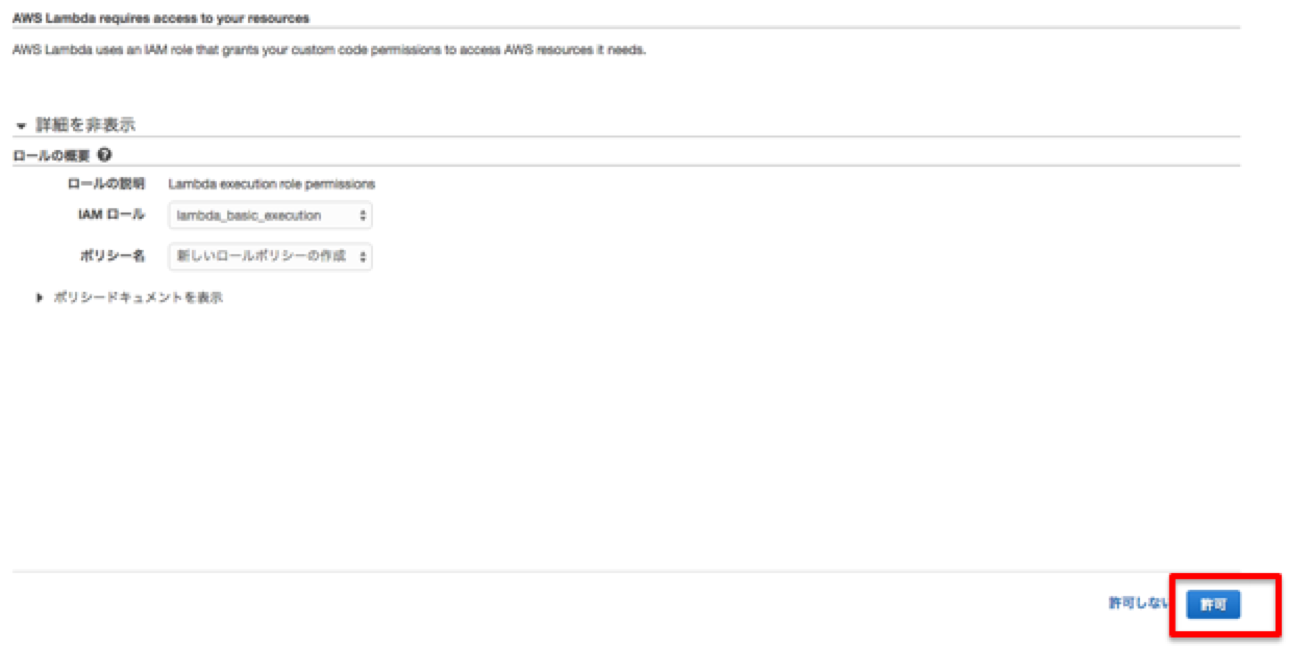 AWS Lambda requires access to your resources
AWS Lambda uses an IAM role that grants your custom code permissions to access AWS resources it needs.
詳細を非表示
ロールの概要
ロールの説明 Lambda execution role permissions
IAM ロール lambda_basic_execution
ポリシー名 新しいロールポリシーの作成
ポリシードキュメントを表示
許可しない 許可